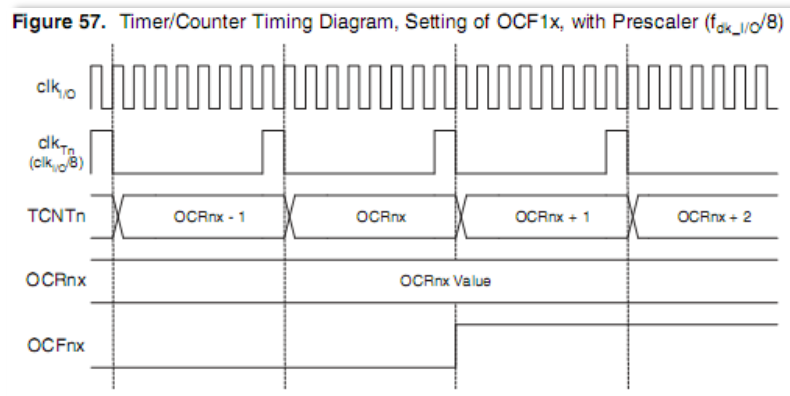 Figure 57. Timer/Counter Timing Diagram, Setting of OCF1x, with Prescaler (fclk_I/O/8)
clkI/O
clkTn
(clkI/O/8)
TCNTn
OCRnx - 1
OCRnx
OCRnx + 1
OCRnx + 2
OCRnx
OCRnx Value
OCFnx